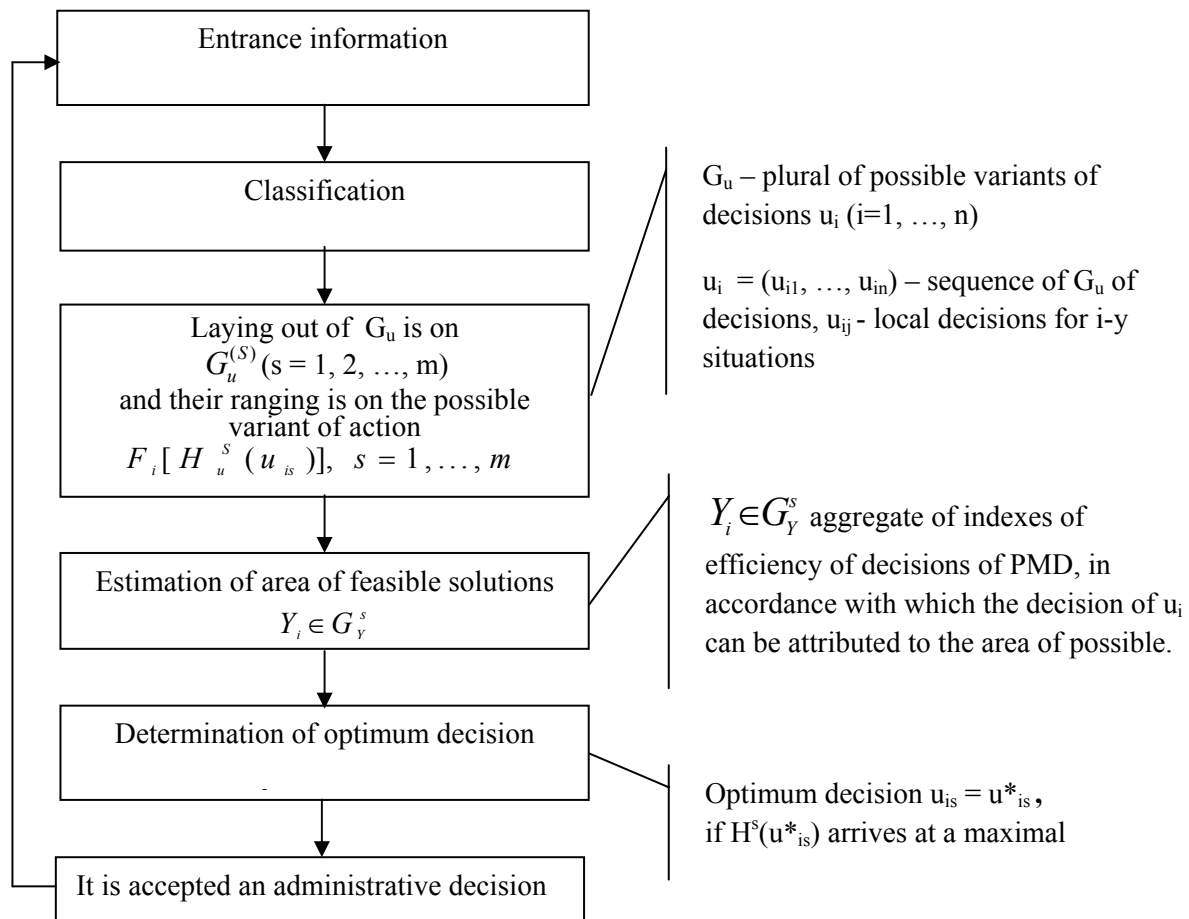 Entrance information
Classification
Laying out of G_u is on
G_u^(S) (s = 1, 2, …, m)
and their ranging is on the possible
variant of action
F_i [ H_u^S ( u_is )], s = 1 , … , m
Estimation of area of feasible solutions
Y_i ∈ G_Y^s
Determination of optimum decision
It is accepted an administrative decision
G_u – plural of possible variants of
decisions u_i (i=1, …, n)
u_i = (u_i1, …, u_in) – sequence of G_u of
decisions, u_ij - local decisions for i-y
situations
Y_i ∈ G_Y^s aggregate of indexes of
efficiency of decisions of PMD, in
accordance with which the decision of u_i
can be attributed to the area of possible.
Optimum decision u_is = u*_is ,
if H^s(u*_is) arrives at a maximal